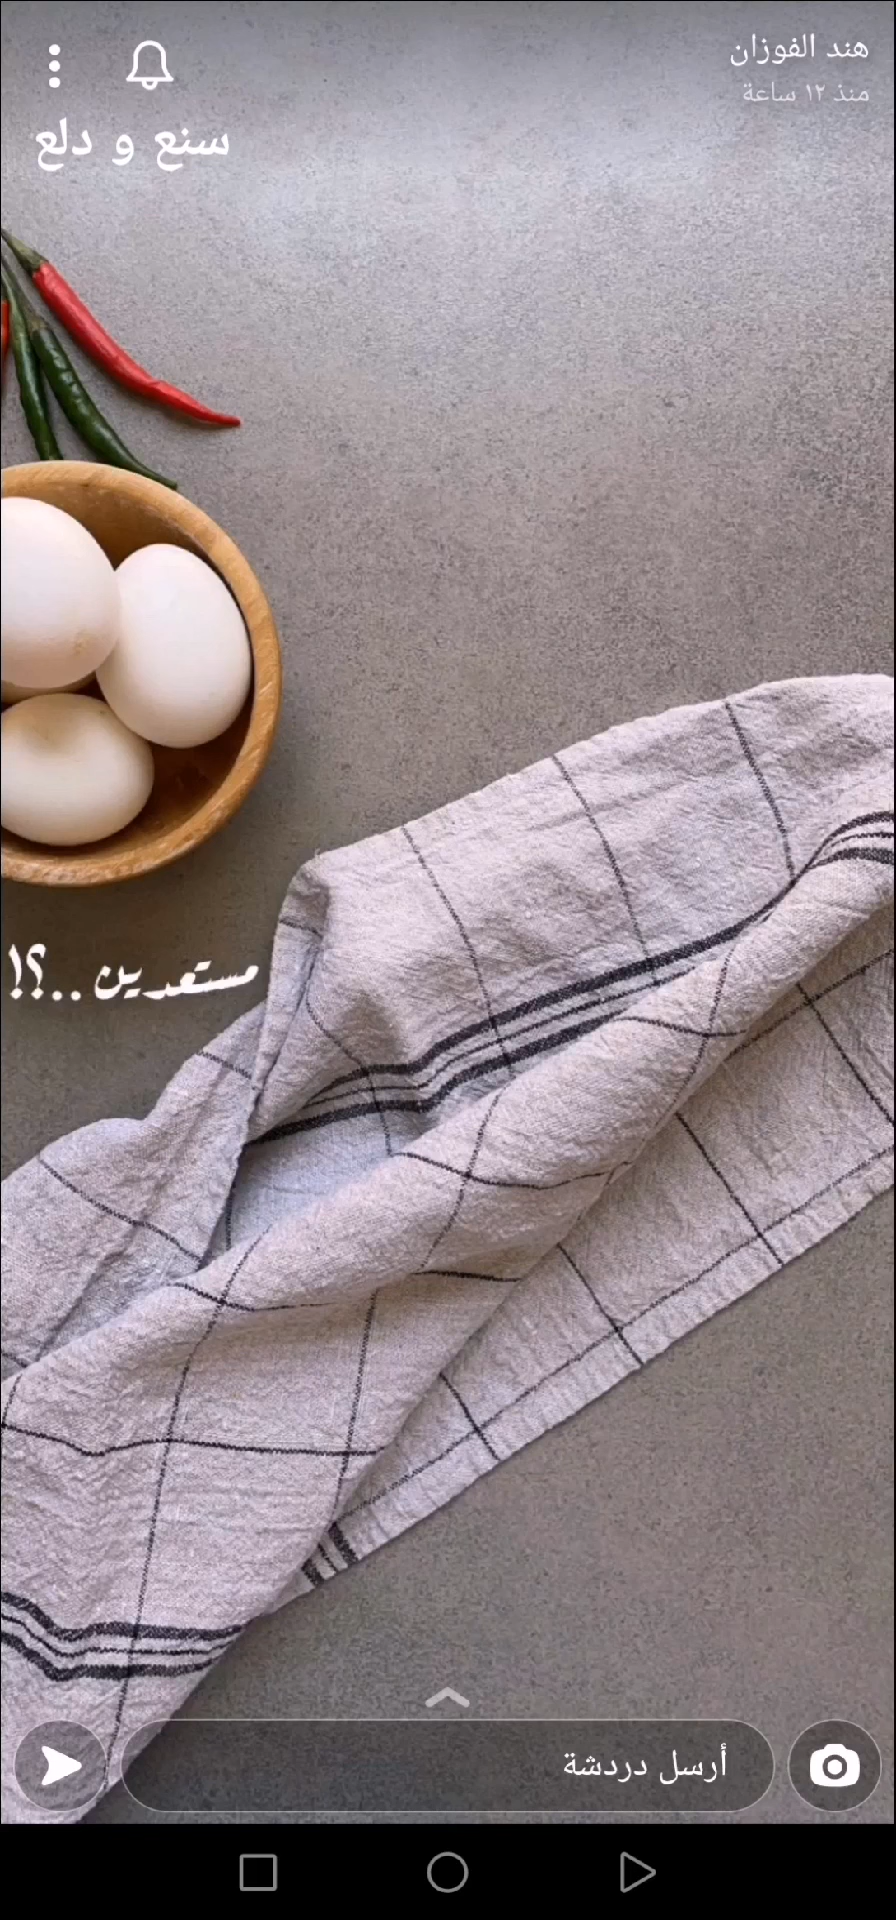 هند الفوزان
منذ ١٢ ساعة
سنع و دلع
مستعدين ..؟!
أرسل دردشة